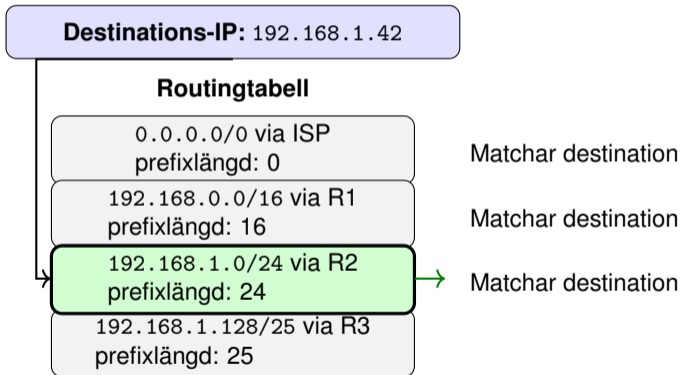 Destinations-IP: 192.168.1.42
Routingtabell
0.0.0.0/0 via ISP
prefixlängd: 0
Matchar destination
192.168.0.0/16 via R1
prefixlängd: 16
Matchar destination
192.168.1.0/24 via R2
prefixlängd: 24
Matchar destination
192.168.1.128/25 via R3
prefixlängd: 25